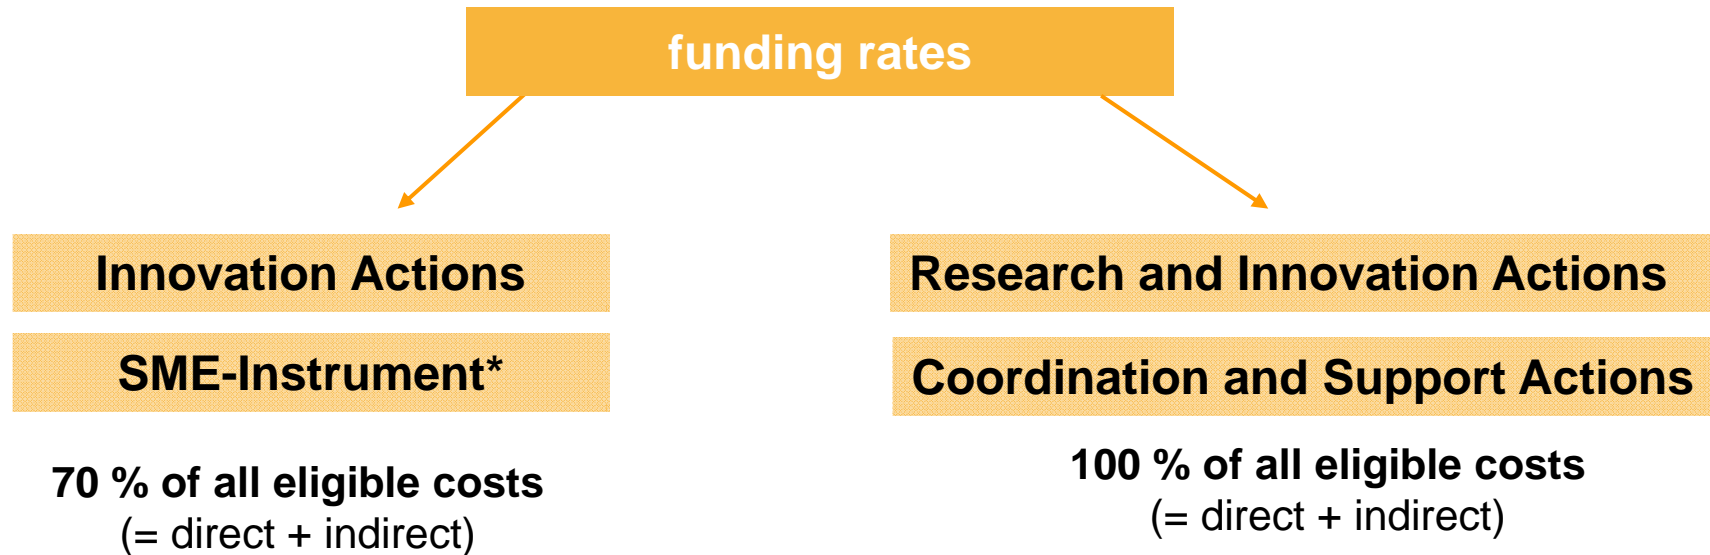 funding rates
Innovation Actions
SME-Instrument*
70 % of all eligible costs
(= direct + indirect)
Research and Innovation Actions
Coordination and Support Actions
100 % of all eligible costs
(= direct + indirect)